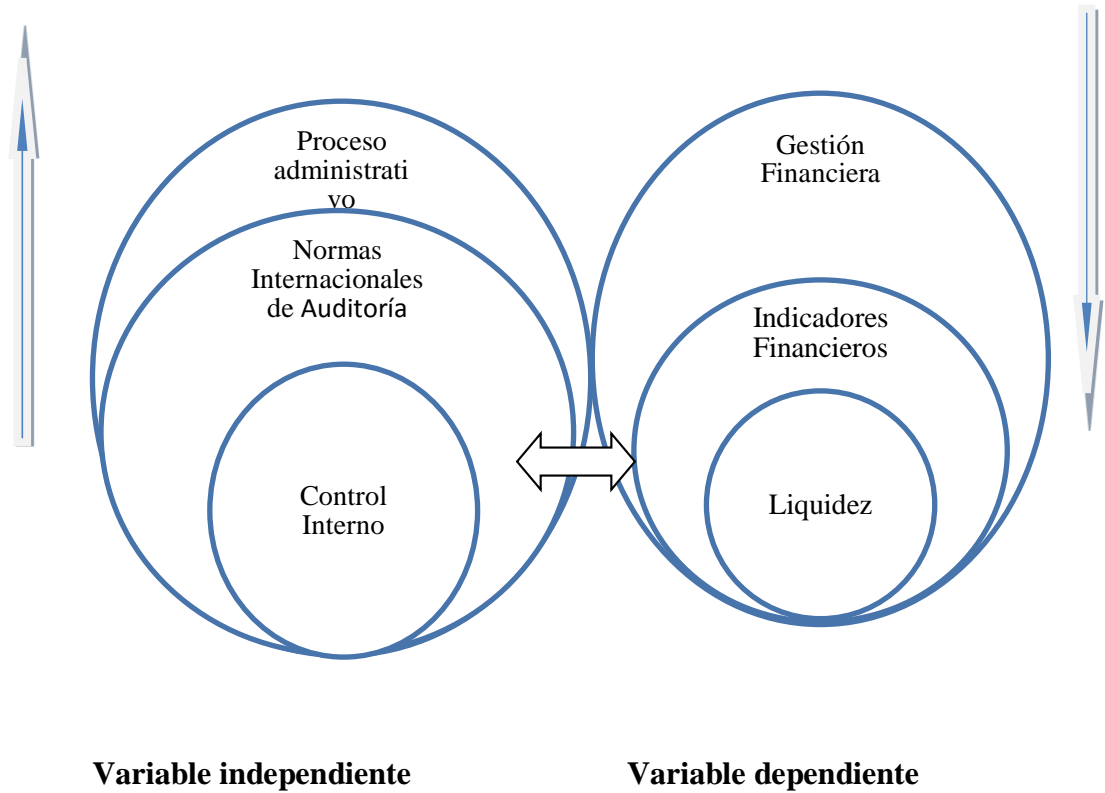 Proceso
administrati
vo
Normas
Internacionales
de Auditoría
Control
Interno
Gestión
Financiera
Indicadores
Financieros
Liquidez
Variable independiente
Variable dependiente